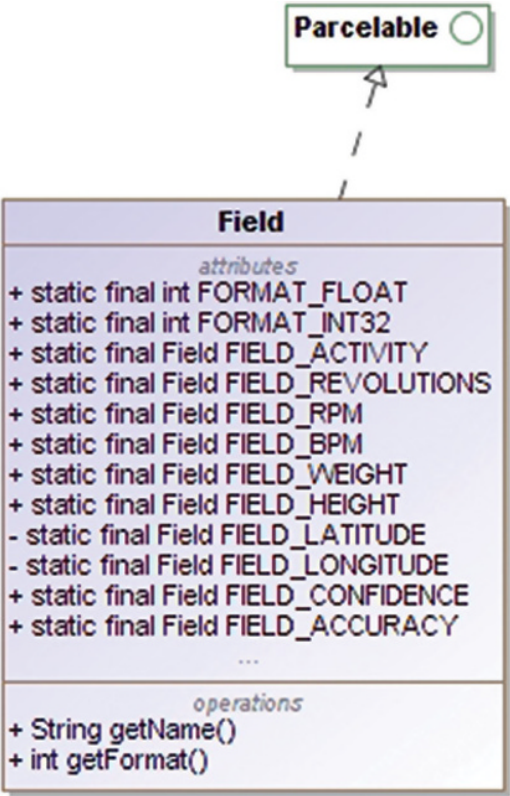 Parcelable
Field
attributes
+ static final int FORMAT_FLOAT
+ static final int FORMAT_INT32
+ static final Field FIELD_ACTIVITY
+ static final Field FIELD_REVOLUTIONS
+ static final Field FIELD_RPM
+ static final Field FIELD_BPM
+ static final Field FIELD_WEIGHT
+ static final Field FIELD_HEIGHT
- static final Field FIELD_LATITUDE
- static final Field FIELD_LONGITUDE
+ static final Field FIELD_CONFIDENCE
+ static final Field FIELD_ACCURACY
...
operations
+ String getName()
+ int getFormat()